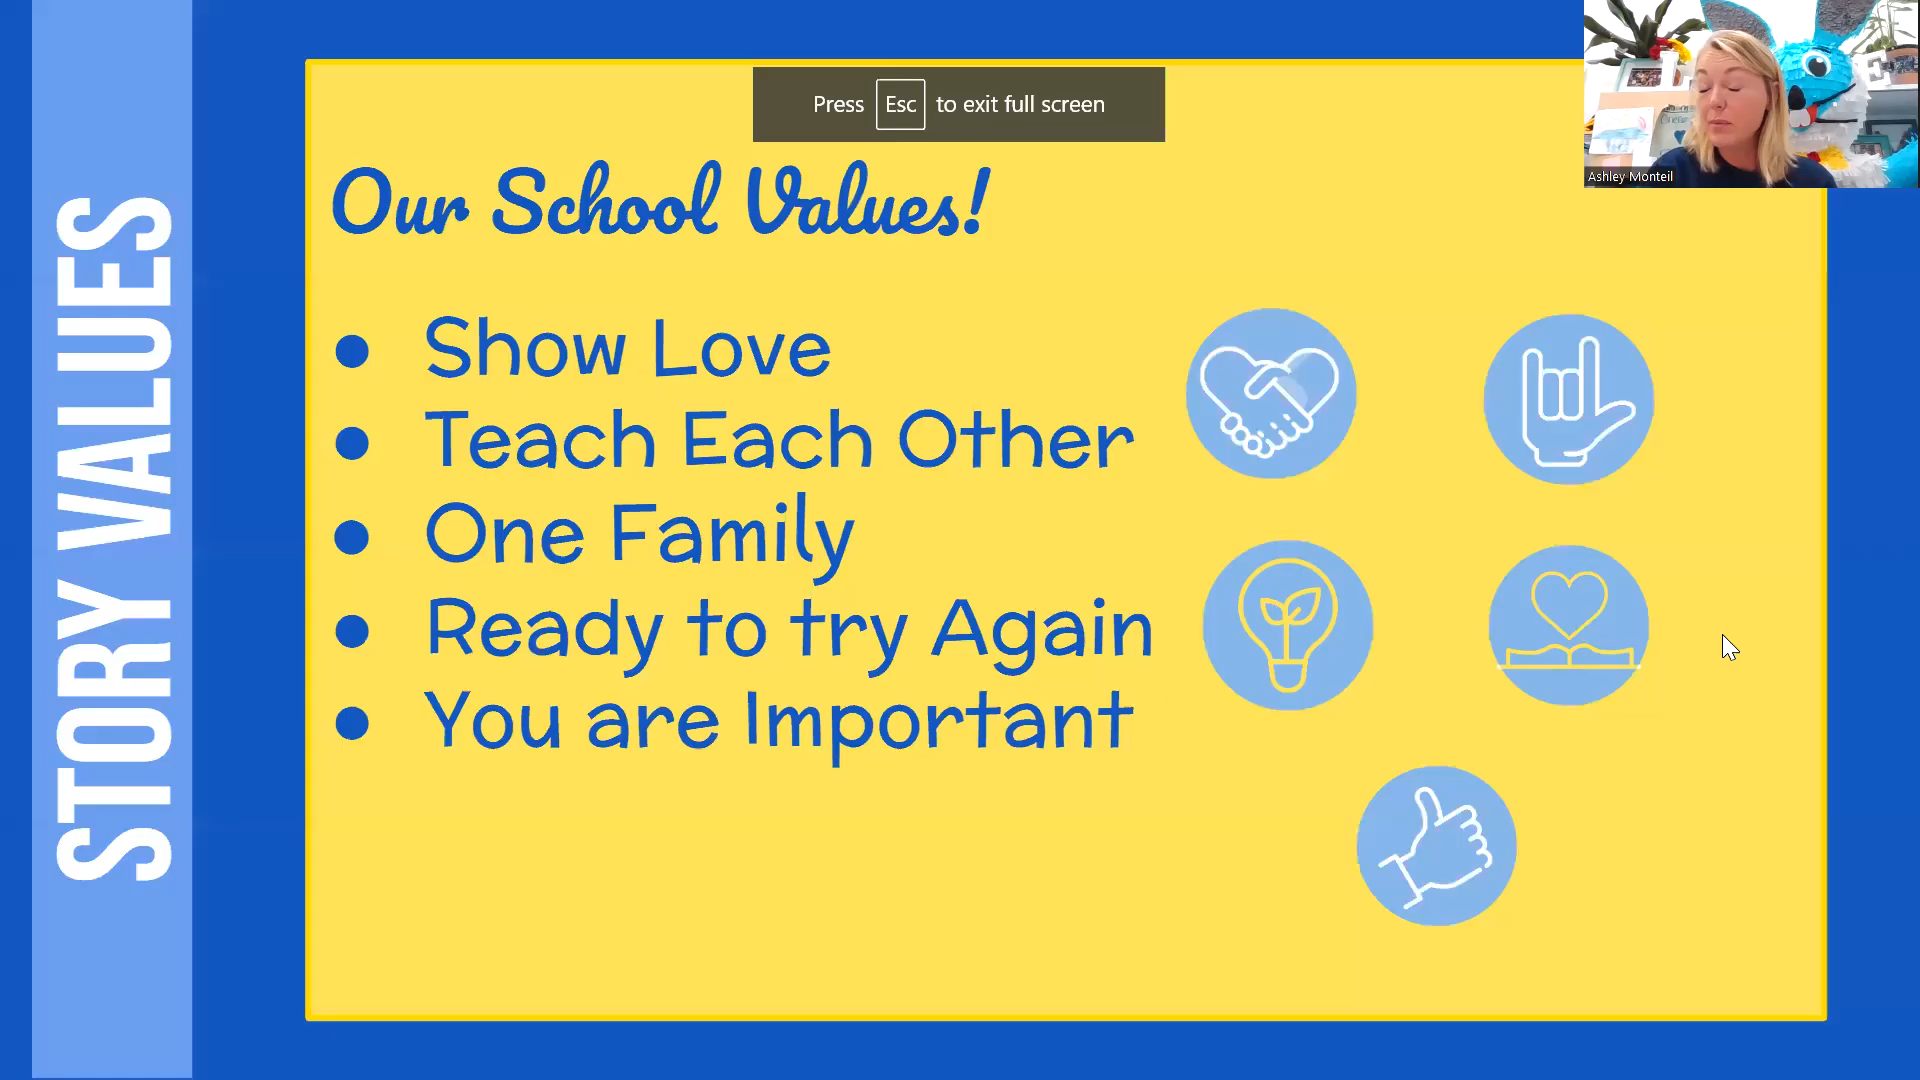 STORY VALUES
Press Esc to exit full screen
Our School Values!
● Show Love
● Teach Each Other
● One Family
● Ready to try Again
● You are Important
Ashley Monteil